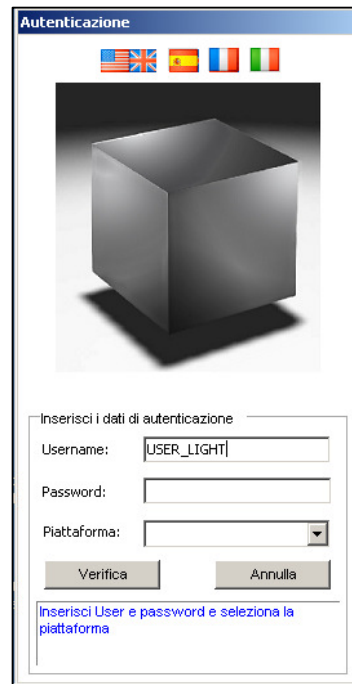 Autenticazione
Inserisci i dati di autenticazione
Username: USER_LIGHT
Password:
Piattaforma:
Verifica Annulla
Inserisci User e password e seleziona la
piattaforma